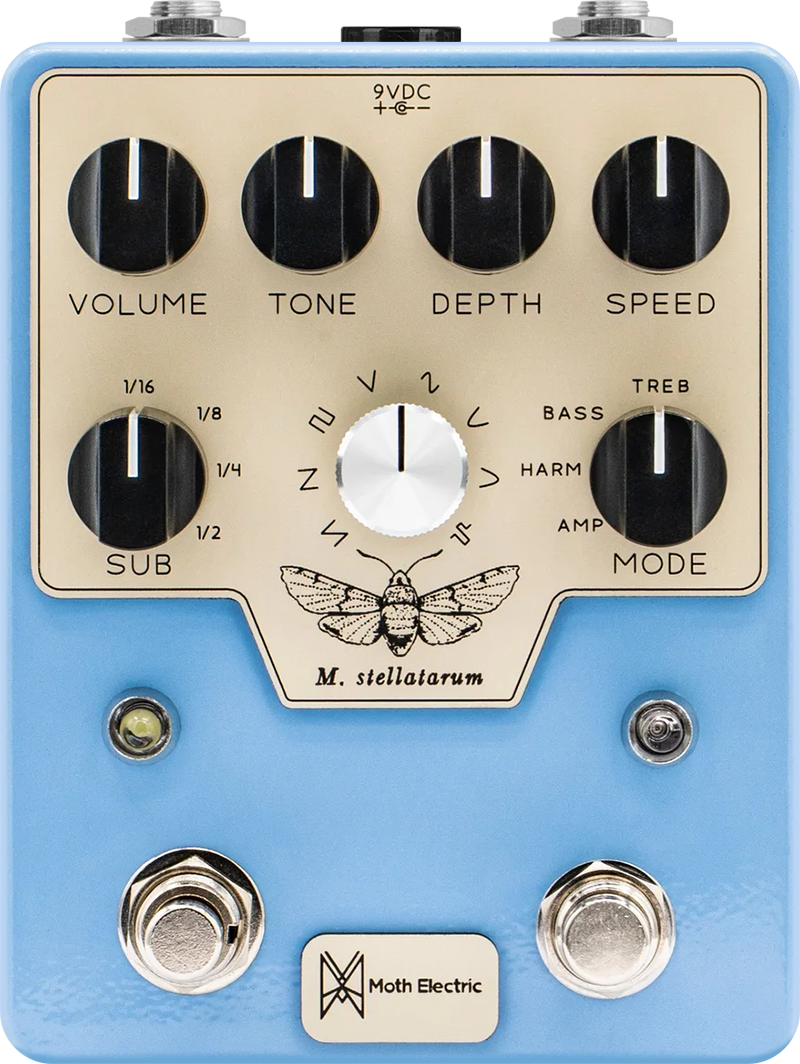 9VDC
VOLUME TONE DEPTH SPEED
1/16
1/8
1/4
1/2
SUB
TREB
BASS
HARM
AMP
MODE
M. stellatarum
Moth Electric